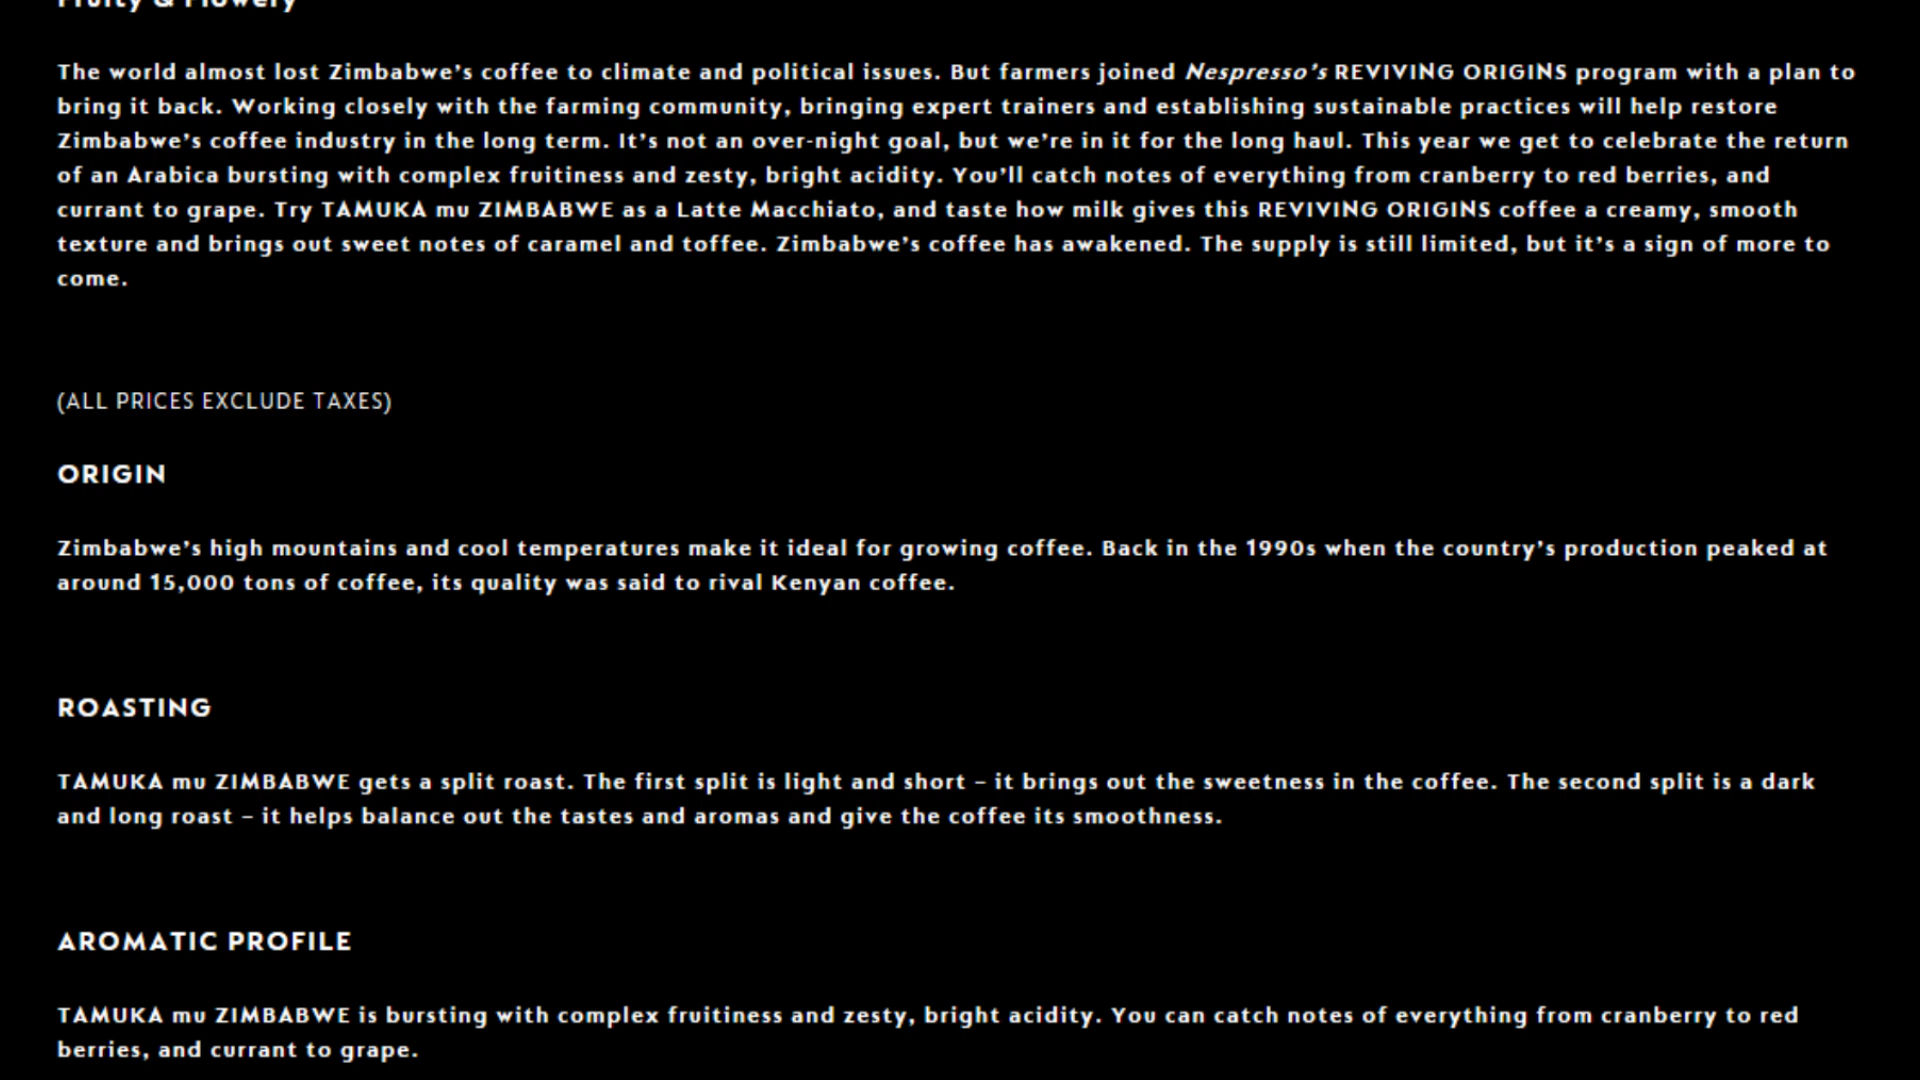 Fruity & Flowery
The world almost lost Zimbabwe’s coffee to climate and political issues. But farmers joined Nespresso’s REVIVING ORIGINS program with a plan to
bring it back. Working closely with the farming community, bringing expert trainers and establishing sustainable practices will help restore
Zimbabwe’s coffee industry in the long term. It’s not an over-night goal, but we’re in it for the long haul. This year we get to celebrate the return
of an Arabica bursting with complex fruitiness and zesty, bright acidity. You’ll catch notes of everything from cranberry to red berries, and
currant to grape. Try TAMUKA mu ZIMBABWE as a Latte Macchiato, and taste how milk gives this REVIVING ORIGINS coffee a creamy, smooth
texture and brings out sweet notes of caramel and toffee. Zimbabwe’s coffee has awakened. The supply is still limited, but it’s a sign of more to
come.
(ALL PRICES EXCLUDE TAXES)
ORIGIN
Zimbabwe’s high mountains and cool temperatures make it ideal for growing coffee. Back in the 1990s when the country’s production peaked at
around 15,000 tons of coffee, its quality was said to rival Kenyan coffee.
ROASTING
TAMUKA mu ZIMBABWE gets a split roast. The first split is light and short – it brings out the sweetness in the coffee. The second split is a dark
and long roast – it helps balance out the tastes and aromas and give the coffee its smoothness.
AROMATIC PROFILE
TAMUKA mu ZIMBABWE is bursting with complex fruitiness and zesty, bright acidity. You can catch notes of everything from cranberry to red
berries, and currant to grape.